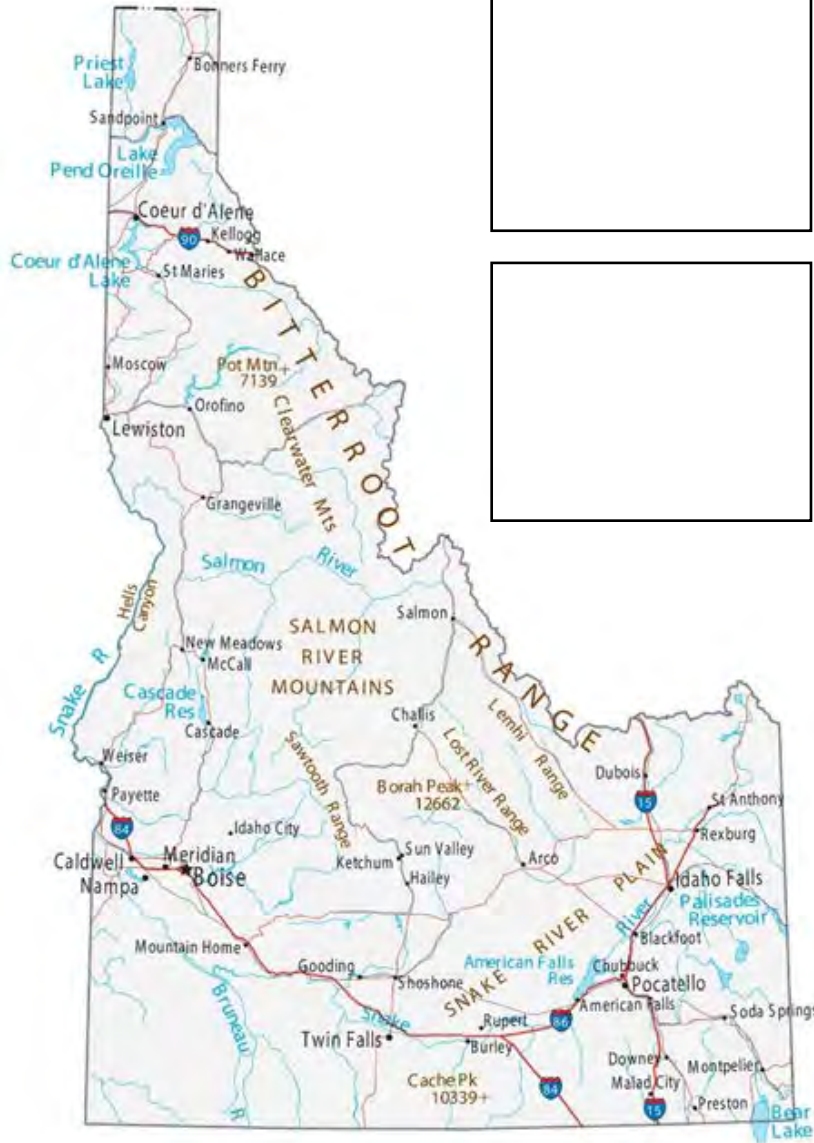 Priest
Lake
Bonners Ferry
Sandpoint
Lake
Pend Oreille
Coeur d'Alene
90
Kellogg
Wallace
Coeur d'Alene
Lake
St Maries
BITTERROOT
RANGE
Moscow
Pot Mtn
7139
Orofino
Lewiston
Clearwater Mts
Grangeville
Salmon River
Hells
Canyon
Salmon
SALMON
RIVER
MOUNTAINS
New Meadows
McCall
Snake R
Cascade
Res
Cascade
Challis
Lemhi Range
Lost River Range
Sawtooth Range
Weiser
Borah Peak
12662
Dubois
15
Payette
St Anthony
84
Idaho City
Rexburg
Caldwell
Meridian
Nampa
Boise
Ketchum
Sun Valley
Hailey
Arco
SNAKE RIVER PLAIN
Idaho Falls
Palisades
Reservoir
River
Blackfoot
Mountain Home
Gooding
Shoshone
American Falls
Res
Chubbuck
Pocatello
American Falls
Bruneau
R
Snake
Twin Falls
Rupert
Burley
86
Soda Springs
Downey
Montpelier
Malad City
Cache Pk
10339
84
15
Preston
Bear
Lake